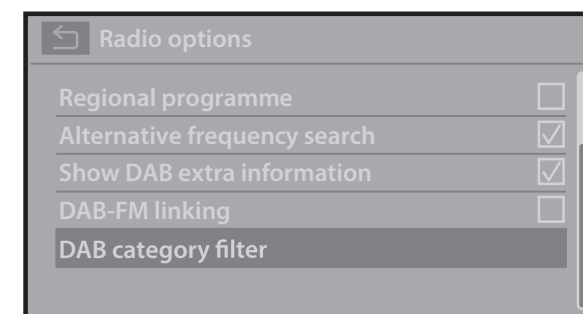 Radio options
Regional programme
Alternative frequency search
Show DAB extra information
DAB-FM linking
DAB category filter